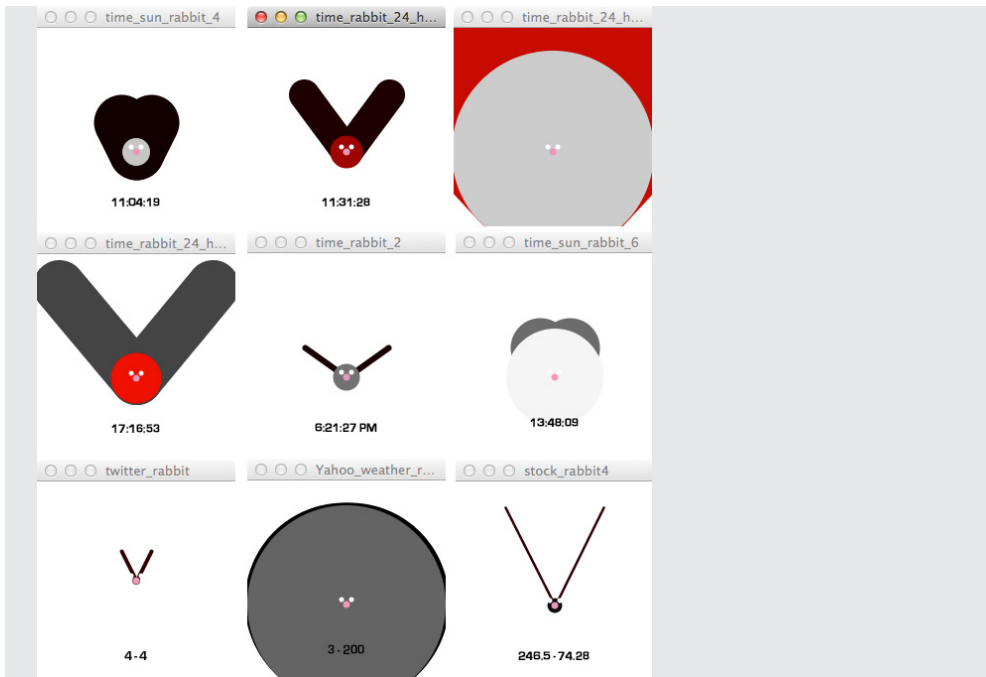 time_sun_rabbit_4
time_rabbit_24_h...
time_rabbit_24_h...
11:04:19
11:31:28
time_rabbit_24_h...
time_rabbit_2
time_sun_rabbit_6
17:16:53
6:21:27 PM
13:48:09
twitter_rabbit
Yahoo_weather_r...
stock_rabbit4
4-4
3-200
246.5-74.28